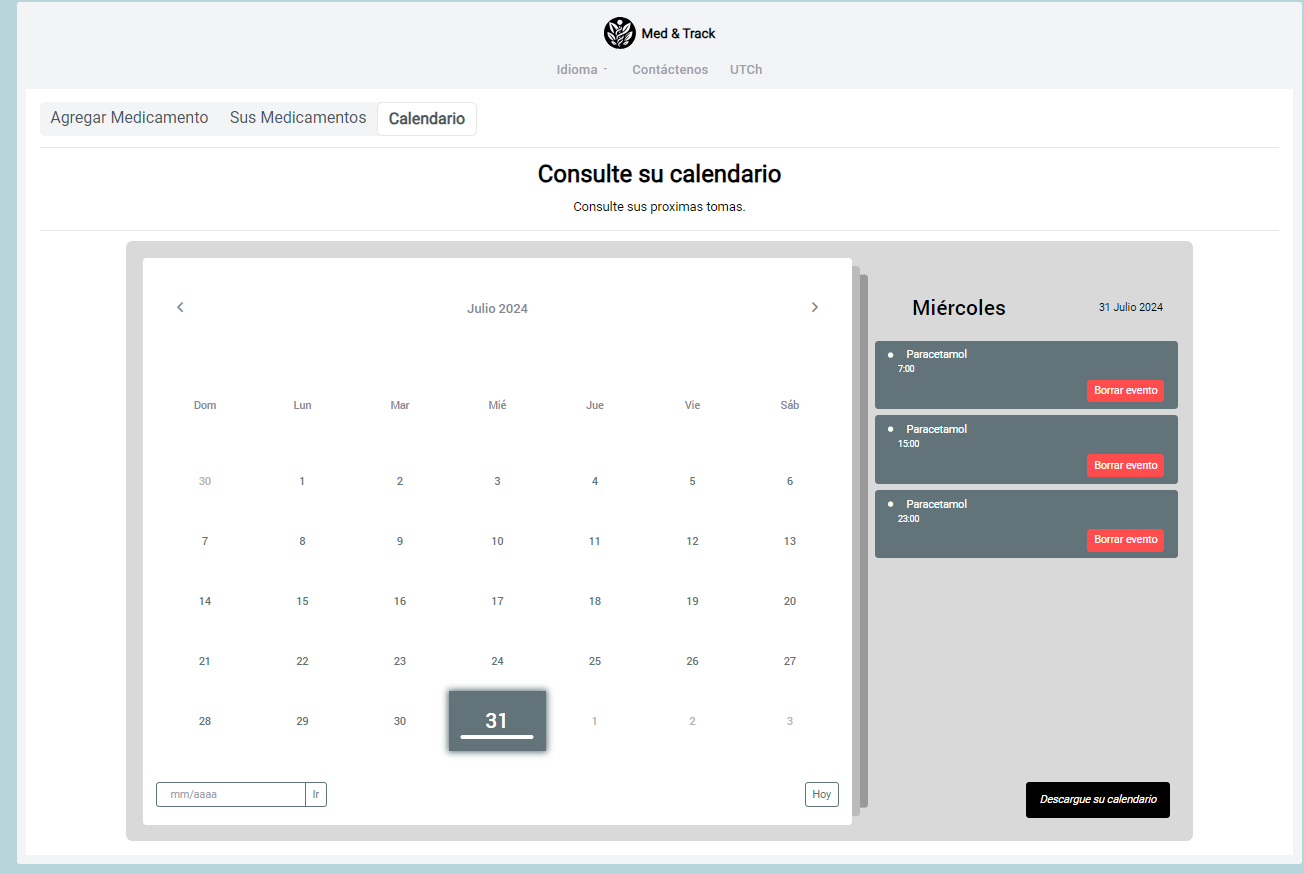 Med & Track
Idioma Contáctenos UTCh
Agregar Medicamento Sus Medicamentos Calendario
Consulte su calendario
Consulte sus proximas tomas.
Julio 2024
Dom Lun Mar Mié Jue Vie Sáb
30 1 2 3 4 5 6
7 8 9 10 11 12 13
14 15 16 17 18 19 20
21 22 23 24 25 26 27
28 29 30 31 1 2 3
mm/aaaa Ir Hoy
Miércoles 31 Julio 2024
Paracetamol
7:00
Borrar evento
Paracetamol
15:00
Borrar evento
Paracetamol
23:00
Borrar evento
Descargue su calendario